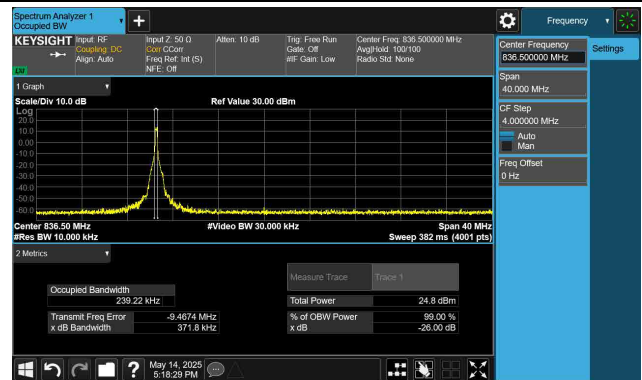 Spectrum Analyzer 1
Occupied BW
+
Frequency
KEYSIGHT
Input: RF
Coupling: DC
Align: Auto
Input Z: 50 Ω
Corr CCorr
Freq Ref: Int (S)
NFE: Off
Atten: 10 dB
Trig: Free Run
Gate: Off
#IF Gain: Low
Center Freq: 836.500000 MHz
Avg|Hold: 100/100
Radio Std: None
1 Graph
Scale/Div 10.0 dB
Ref Value 30.00 dBm
Log
20.0
10.0
0.00
-10.0
-20.0
-30.0
-40.0
-50.0
-60.0
Center 836.50 MHz
#Video BW 30.000 kHz
Span 40 MHz
#Res BW 10.000 kHz
Sweep 382 ms (4001 pts)
2 Metrics
Measure Trace
Trace 1
Occupied Bandwidth
239.22 kHz
Total Power
24.8 dBm
Transmit Freq Error
-9.4674 MHz
% of OBW Power
99.00 %
x dB Bandwidth
371.8 kHz
x dB
-26.00 dB
Center Frequency
836.500000 MHz
Settings
Span
40.000 MHz
CF Step
4.000000 MHz
Auto
Man
Freq Offset
0 Hz
?
May 14, 2025
5:18:29 PM